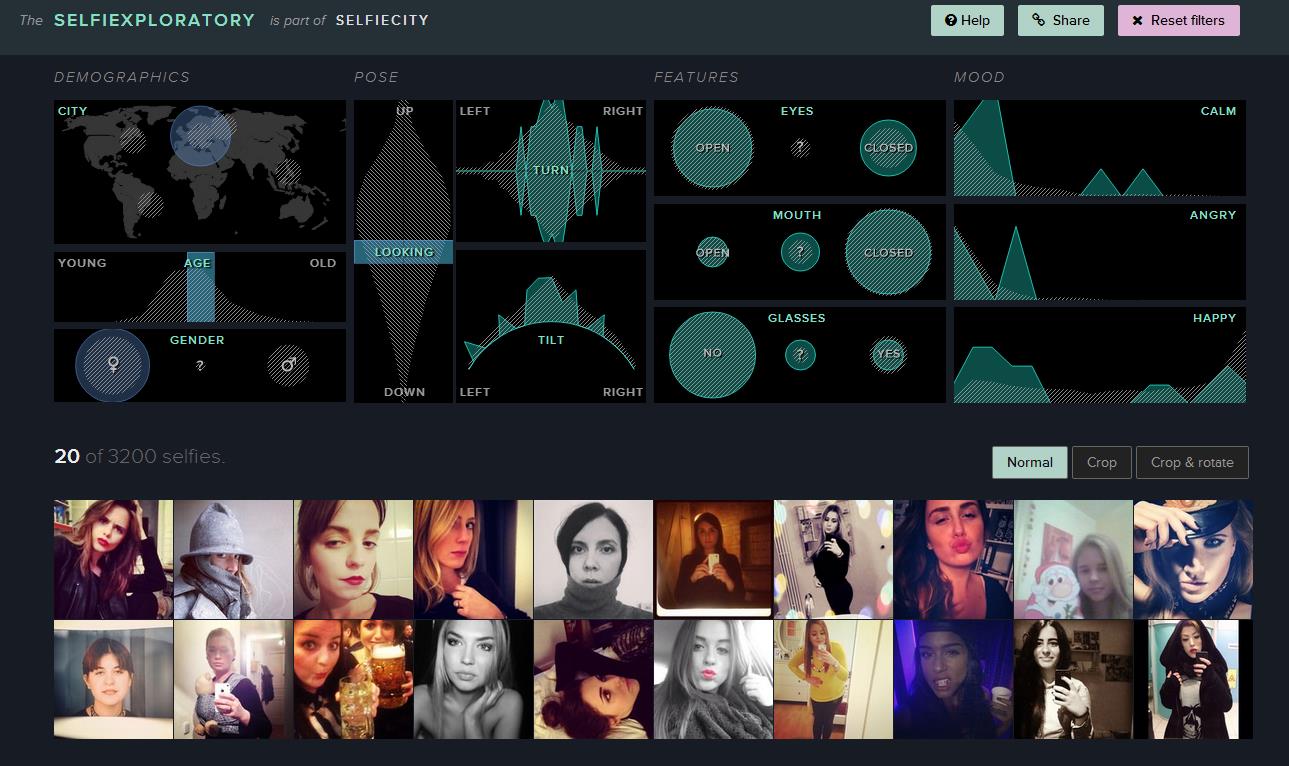 The SELFIEXPLORATORY is part of SELFIECITY
Help
Share
Reset filters
DEMOGRAPHICS
POSE
FEATURES
MOOD
CITY
UP
LEFT
RIGHT
EYES
CALM
OPEN
?
CLOSED
TURN
MOUTH
ANGRY
LOOKING
OPEN
?
CLOSED
YOUNG
AGE
OLD
GLASSES
HAPPY
GENDER
TILT
NO
?
YES
♀
?
♂
DOWN
LEFT
RIGHT
20 of 3200 selfies.
Normal
Crop
Crop & rotate